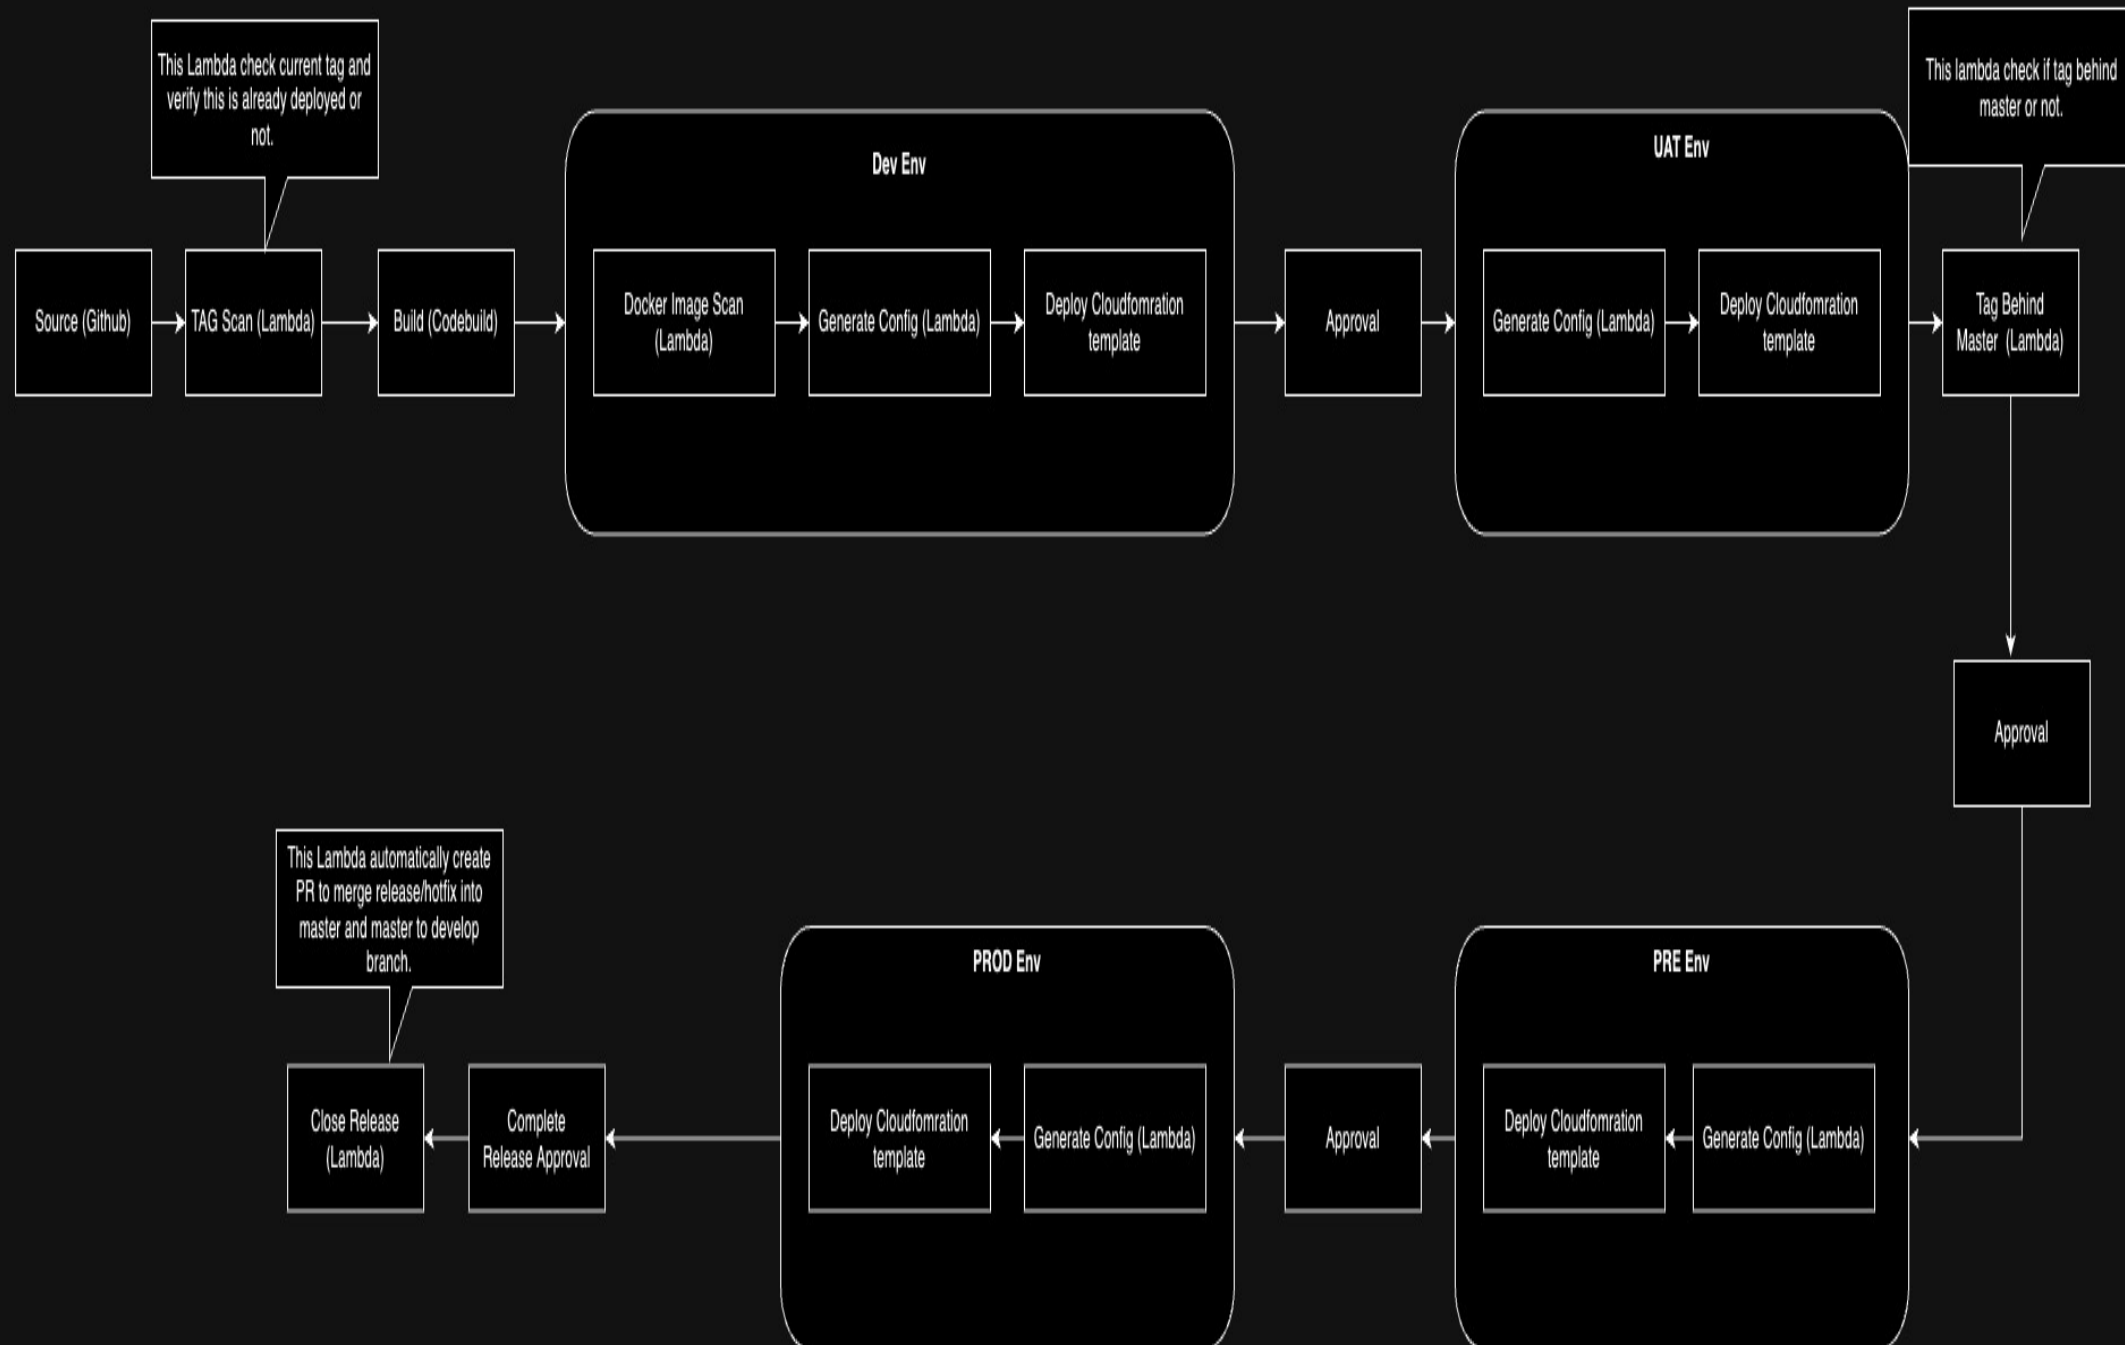 This Lambda check current tag and
verify this is already deployed or
not.
This lambda check if tag behind
master or not.
Dev Env
UAT Env
Source (Github)
TAG Scan (Lambda)
Build (Codebuild)
Docker Image Scan
(Lambda)
Generate Config (Lambda)
Deploy Cloudfomration
template
Approval
Generate Config (Lambda)
Deploy Cloudfomration
template
Tag Behind
Master (Lambda)
Approval
This Lambda automatically create
PR to merge release/hotfix into
master and master to develop
branch.
PROD Env
PRE Env
Close Release
(Lambda)
Complete
Release Approval
Deploy Cloudfomration
template
Generate Config (Lambda)
Approval
Deploy Cloudfomration
template
Generate Config (Lambda)